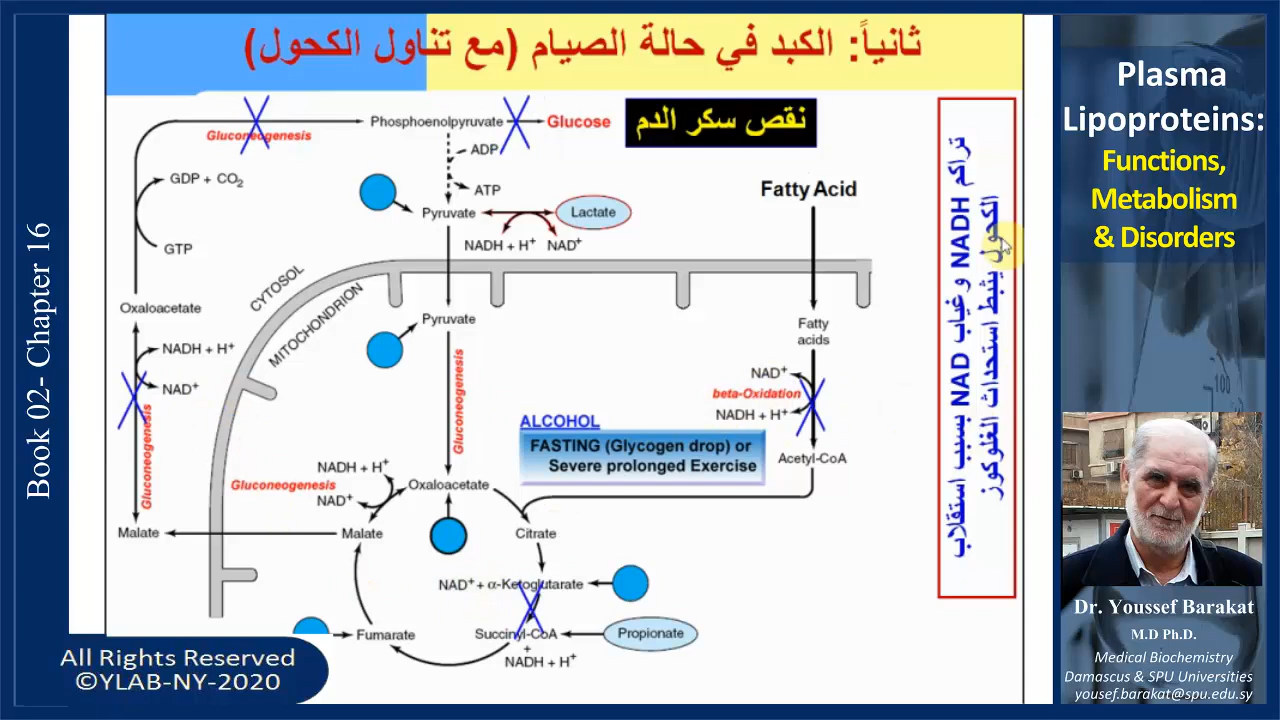 ثانياً: الكبد في حالة الصيام (مع تناول الكحول)
Phosphoenolpyruvate
Glucose
نقص سكر الدم
Gluconeogenesis
ADP
ATP
GDP + CO2
GTP
Pyruvate
Lactate
NADH + H+
NAD+
Fatty Acid
CYTOSOL
MITOCHONDRION
Oxaloacetate
NADH + H+
NAD+
Gluconeogenesis
Malate
Pyruvate
Gluconeogenesis
Fatty
acids
NAD+
beta-Oxidation
NADH + H+
Acetyl-CoA
ALCOHOL
FASTING (Glycogen drop) or
Severe prolonged Exercise
NADH + H+
Gluconeogenesis
NAD+
Oxaloacetate
Malate
Citrate
NAD+ + α-Ketoglutarate
Succinyl-CoA
+
NADH + H+
Propionate
Fumarate
تراكم NADH و غياب NAD بسبب استقلاب
الكحول يثبط استحداث الغلوكوز
Book 02- Chapter 16
All Rights Reserved
©YLAB-NY-2020
Plasma
Lipoproteins:
Functions,
Metabolism
& Disorders
100
Dr. Youssef Barakat
M.D Ph.D.
Medical Biochemistry
Damascus & SPU Universities
yousef.barakat@spu.edu.sy